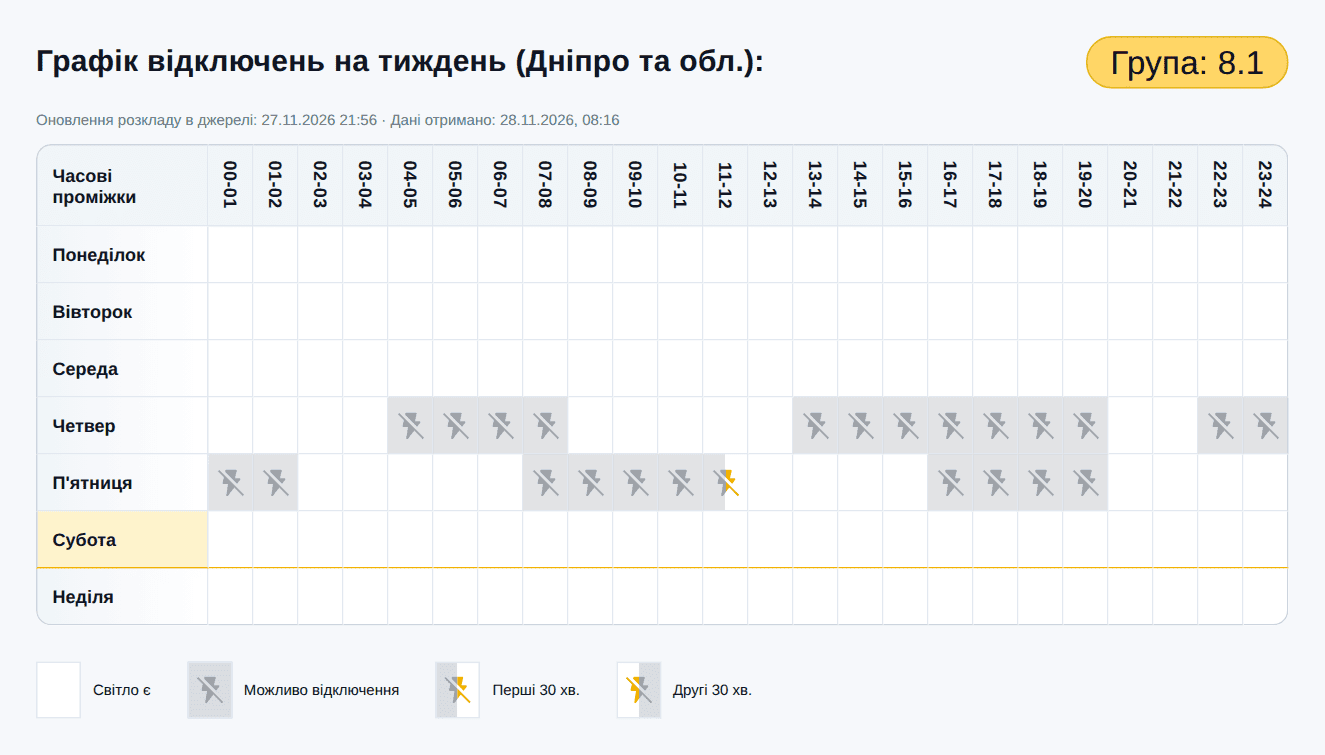 Графік відключень на тиждень (Дніпро та обл.):
Група: 8.1
Оновлення розкладу в джерелі: 27.11.2026 21:56 · Дані отримано: 28.11.2026, 08:16
Часові
проміжки
00-01 01-02 02-03 03-04 04-05 05-06 06-07 07-08 08-09 09-10 10-11 11-12 12-13 13-14 14-15 15-16 16-17 17-18 18-19 19-20 20-21 21-22 22-23 23-24
Понеділок
Вівторок
Середа
Четвер
П'ятниця
Субота
Неділя
Світло є
Можливо відключення
Перші 30 хв.
Другі 30 хв.